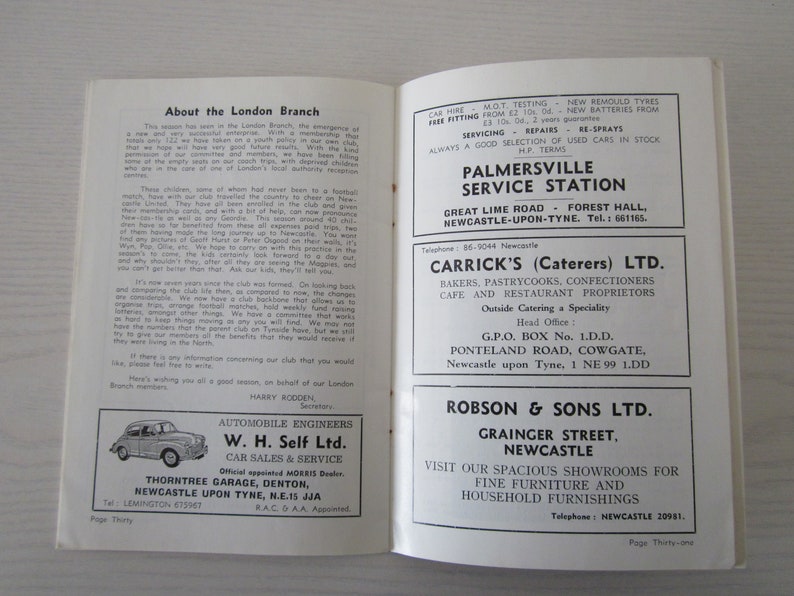 About the London Branch
This season has seen in the London Branch, the emergence of
a new and very successful enterprise. With a membership that
totals only 122 we have taken on a youth policy in our own club,
that we hope will have very good future results. With the kind
permission of our committee and members, we have been filling
some of the empty seats on our coach trips, with deprived children
who are in the care of one of London's local authority reception
centres.
These children, some of whom had never been to a football
match, have with our club travelled the country to cheer on New-
castle United. They have all been enrolled in the club and given
their membership cards, and with a bit of help, can now pronounce
New-cas-tle as well as any Geordie. This season around 40 chil-
dren have so far benefited from these all expenses paid trips, two
of them having made the long journey up to Newcastle. You wont
find any pictures of Geoff Hurst or Peter Osgood on their walls, it's
Wyn, Pop, Ollie, etc. We hope to carry on with this practice in the
season's to come, the kids certainly look forward to a day out,
and why shouldn't they, after all they are seeing the Magpies, and
you can't get better than that. Ask our kids, they'll tell you.
It's now seven years since the club was formed. On looking back
and comparing the club life then, as compared to now, the changes
are considerable. We now have a club backbone that allows us to
organise trips, arrange football matches, hold weekly fund raising
lotteries, amongst other things. We have a committee that works
as hard to keep things moving as any you will find. We may not
have the numbers that the parent club on Tynside have, but we still
try to give our members all the benefits that they would receive if
they were living in the North.
If there is any information concerning our club that you would
like, please feel free to write.
Here's wishing you all a good season, on behalf of our London
Branch members.
HARRY RODDEN,
Secretary.
AUTOMOBILE ENGINEERS
W. H. Self Ltd.
CAR SALES & SERVICE
Official appointed MORRIS Dealer.
THORNTREE GARAGE, DENTON,
NEWCASTLE UPON TYNE, N.E.15 JJA
Tel : LEMINGTON 675967
R.A.C. & A.A. Appointed.
Page Thirty
CAR HIRE - M.O.T. TESTING - NEW REMOULD TYRES
FREE FITTING FROM £2 10s. 0d. - NEW BATTERIES FROM
£3 10s. 0d., 2 years guarantee
SERVICING - REPAIRS - RE-SPRAYS
ALWAYS A GOOD SELECTION OF USED CARS IN STOCK
H.P. TERMS
PALMERSVILLE
SERVICE STATION
GREAT LIME ROAD - FOREST HALL,
NEWCASTLE-UPON-TYNE. Tel.: 661165.
Telephone : 86-9044 Newcastle
CARRICK'S (Caterers) LTD.
BAKERS, PASTRYCOOKS, CONFECTIONERS
CAFE AND RESTAURANT PROPRIETORS
Outside Catering a Speciality
Head Office :
G.P.O. BOX No. 1.D.D.
PONTELAND ROAD, COWGATE,
Newcastle upon Tyne, 1 NE99 1.DD
ROBSON & SONS LTD.
GRAINGER STREET,
NEWCASTLE
VISIT OUR SPACIOUS SHOWROOMS FOR
FINE FURNITURE AND
HOUSEHOLD FURNISHINGS
Telephone : NEWCASTLE 20981.
Page Thirty-one